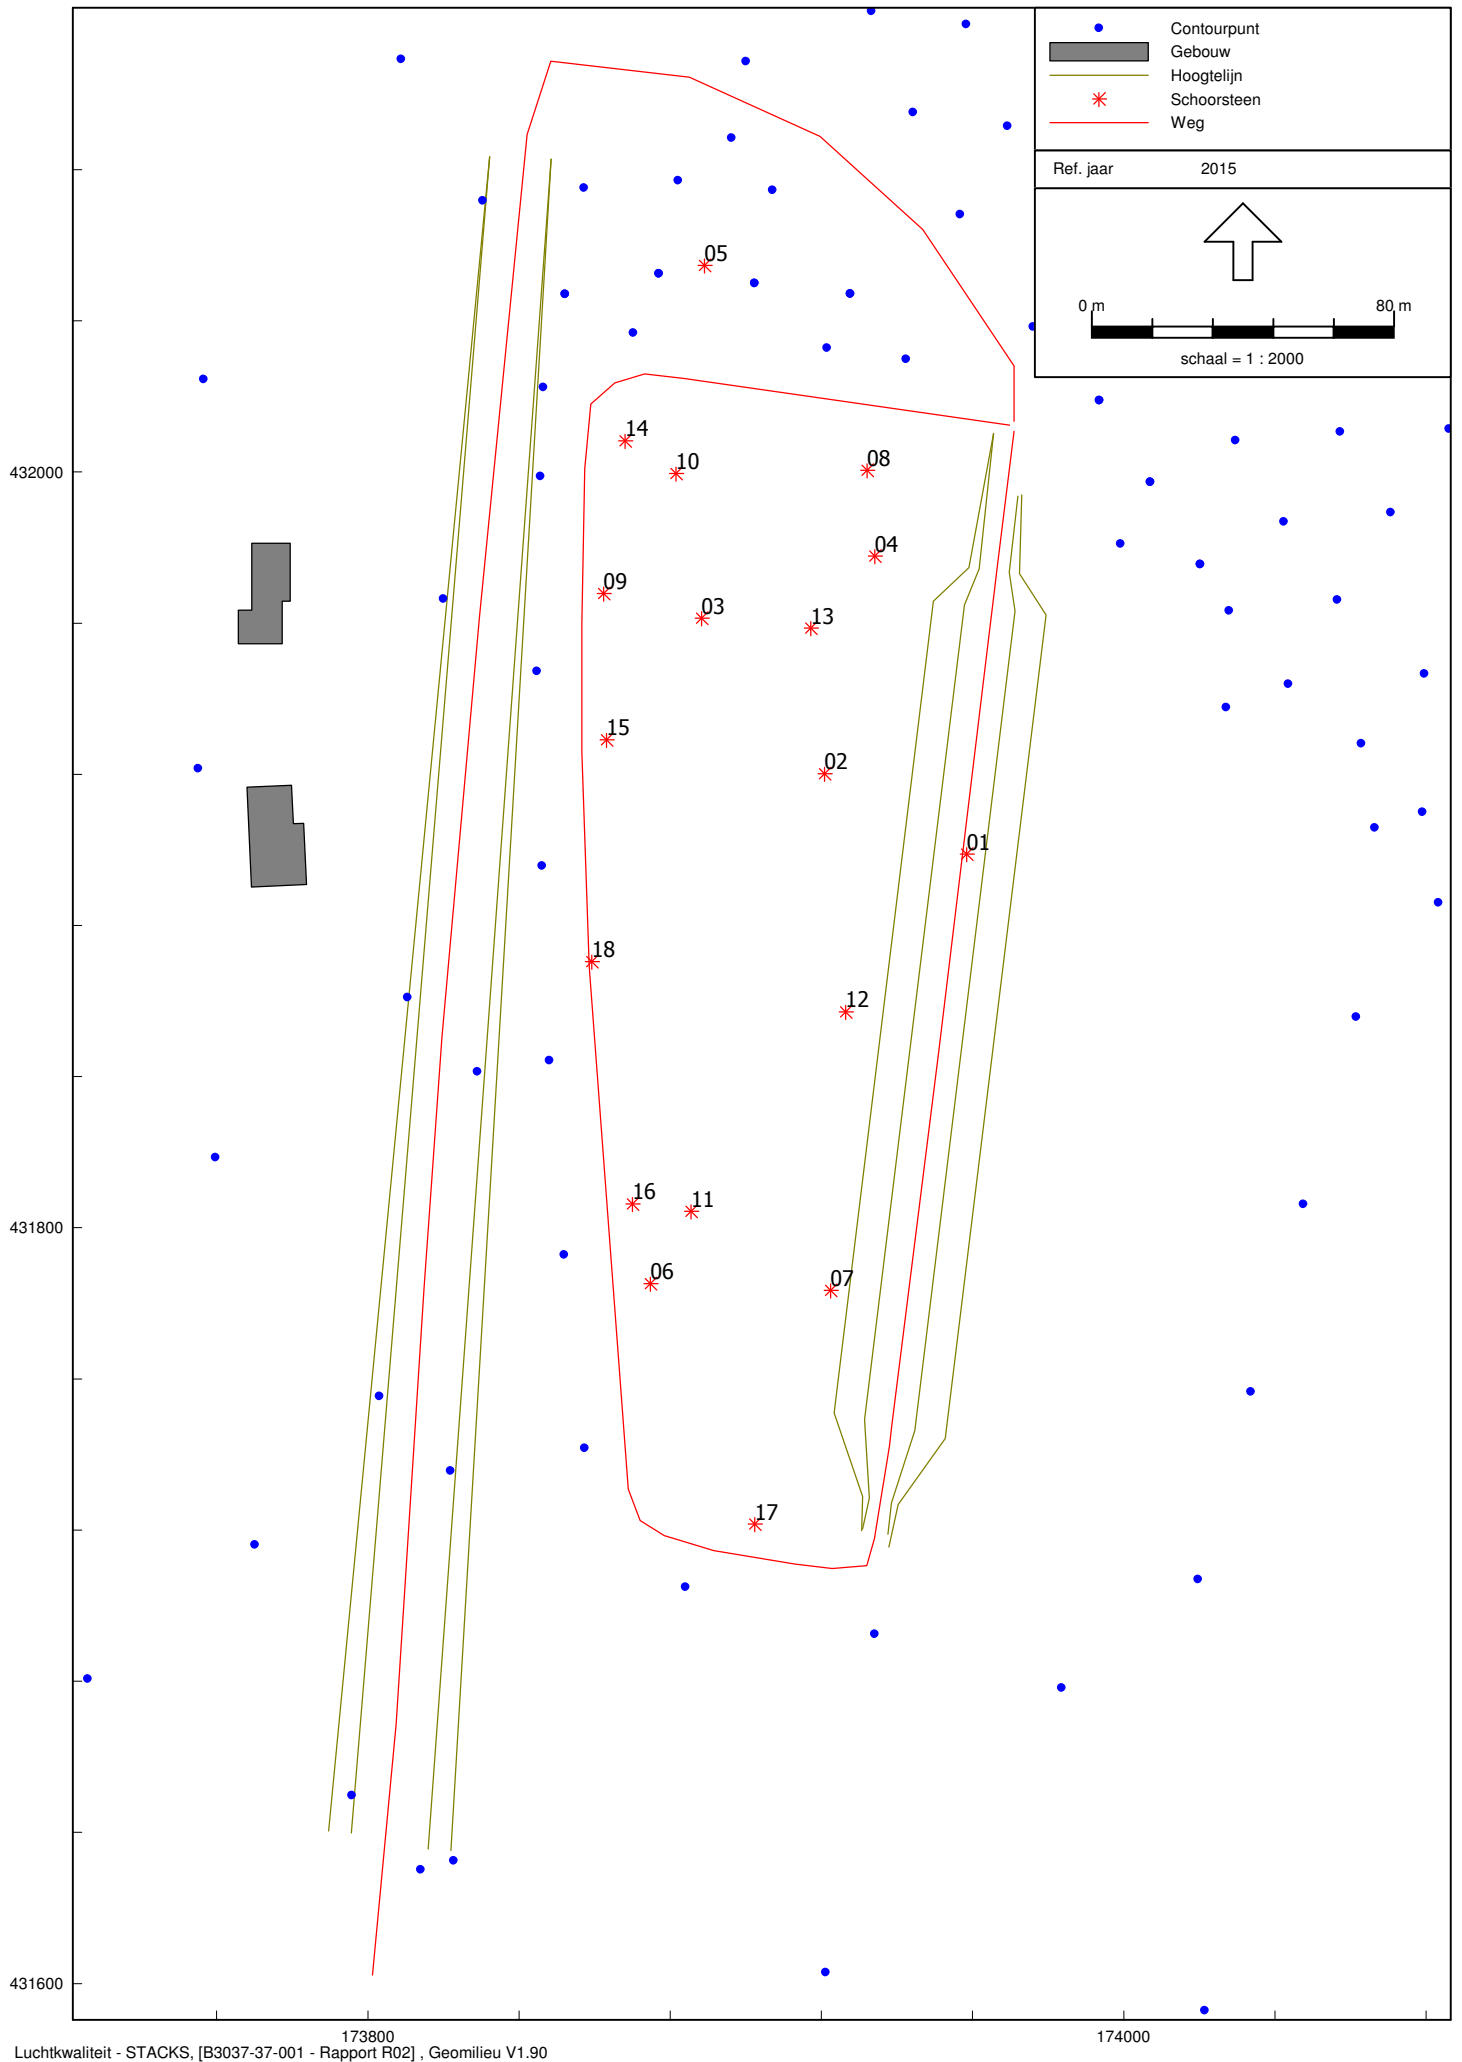 Contourpunt
Gebouw
Hoogtelijn
Schoorsteen
Weg
Ref. jaar 2015
0 m 80 m
schaal = 1 : 2000
05
14
10
08
432000
04
09
03
13
15
02
01
18
12
16
11
431800
06
07
17
431600
173800 174000
Luchtkwaliteit - STACKS, [B3037-37-001 - Rapport R02] , Geomilieu V1.90